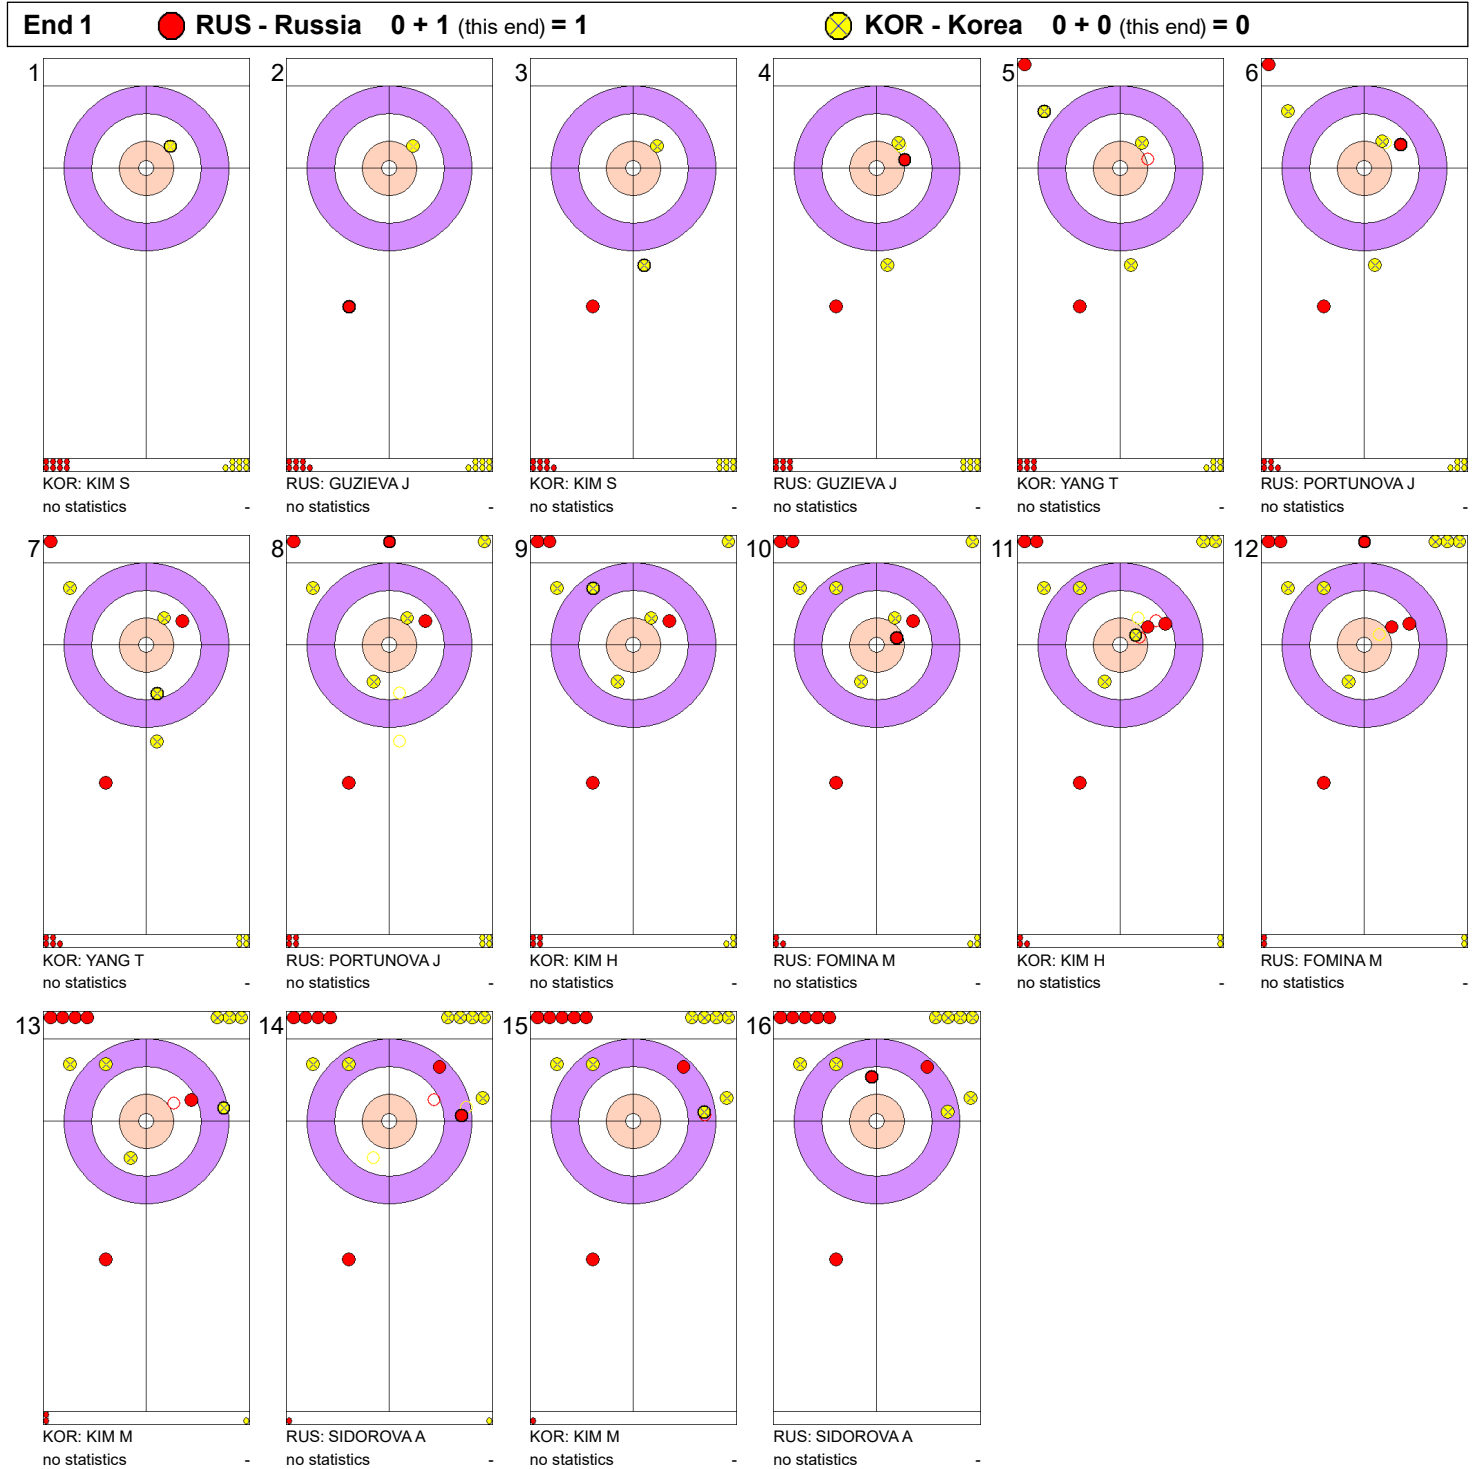 End 1 RUS - Russia 0 + 1 (this end) = 1 KOR - Korea 0 + 0 (this end) = 0
1 2 3 4 5 6
KOR: KIM S RUS: GUZIEVA J KOR: KIM S RUS: GUZIEVA J KOR: YANG T RUS: PORTUNOVA J
no statistics - no statistics - no statistics - no statistics - no statistics - no statistics -
7 8 9 10 11 12
KOR: YANG T RUS: PORTUNOVA J KOR: KIM H RUS: FOMINA M KOR: KIM H RUS: FOMINA M
no statistics - no statistics - no statistics - no statistics - no statistics - no statistics -
13 14 15 16
KOR: KIM M RUS: SIDOROVA A KOR: KIM M RUS: SIDOROVA A
no statistics - no statistics - no statistics - no statistics -